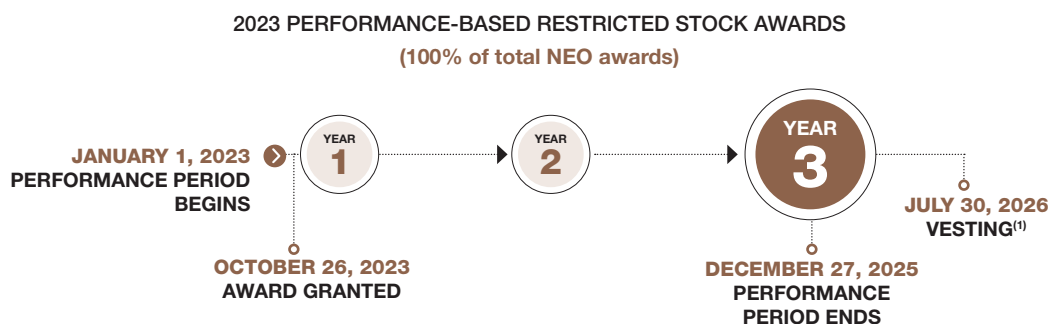 2023 PERFORMANCE-BASED RESTRICTED STOCK AWARDS
(100% of total NEO awards)
JANUARY 1, 2023
PERFORMANCE PERIOD
BEGINS
YEAR
1
YEAR
2
YEAR
3
OCTOBER 26, 2023
AWARD GRANTED
DECEMBER 27, 2025
PERFORMANCE
PERIOD ENDS
JULY 30, 2026
VESTING(1)